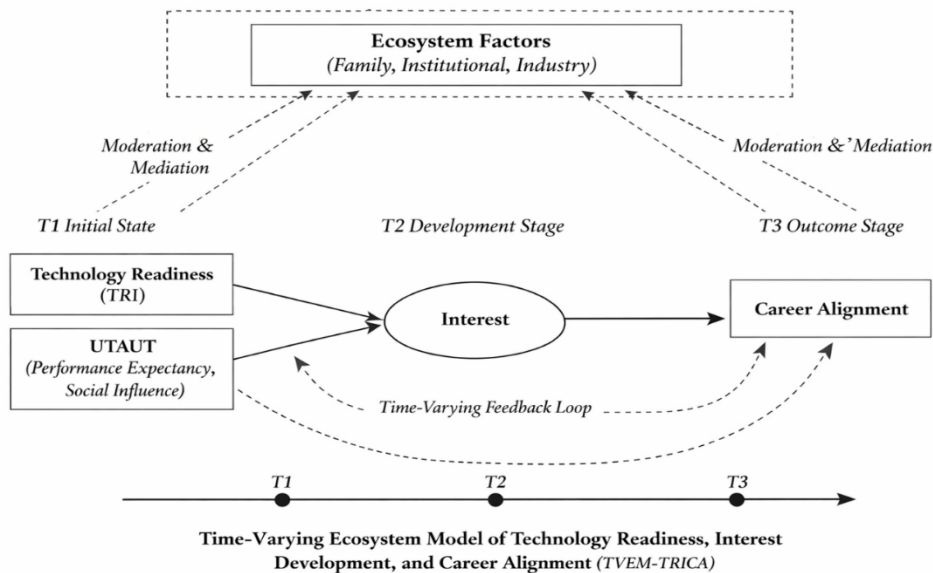 Ecosystem Factors
(Family, Institutional, Industry)
Moderation &
Mediation
Moderation &’Mediation
T1 Initial State
T2 Development Stage
T3 Outcome Stage
Technology Readiness
(TRI)
Interest
Career Alignment
UTAUT
(Performance Expectancy,
Social Influence)
Time-Varying Feedback Loop
T1
T2
T3
Time-Varying Ecosystem Model of Technology Readiness, Interest
Development, and Career Alignment (TVEM-TRICA)